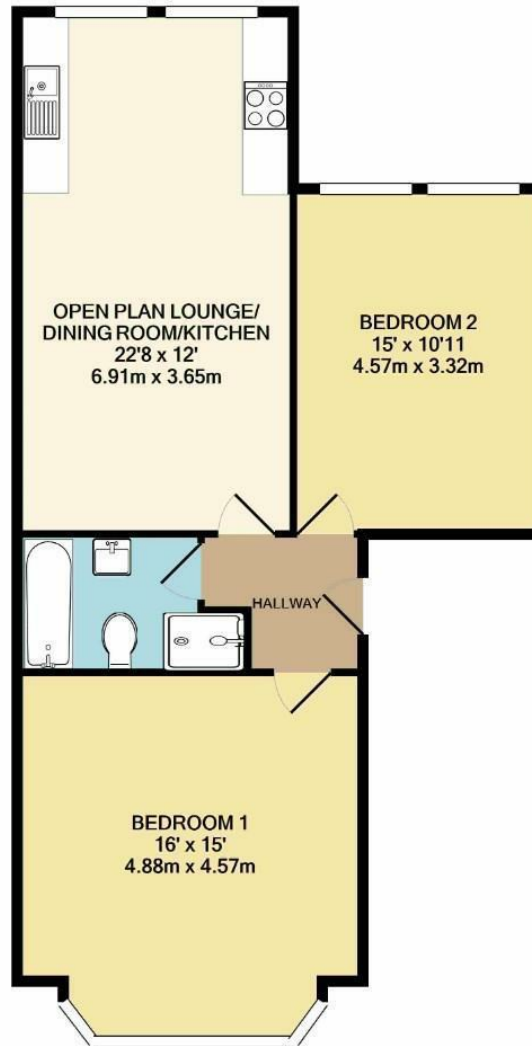 OPEN PLAN LOUNGE/
DINING ROOM/KITCHEN
22'8 x 12'
6.91m x 3.65m
BEDROOM 2
15' x 10'11
4.57m x 3.32m
HALLWAY
BEDROOM 1
16' x 15'
4.88m x 4.57m